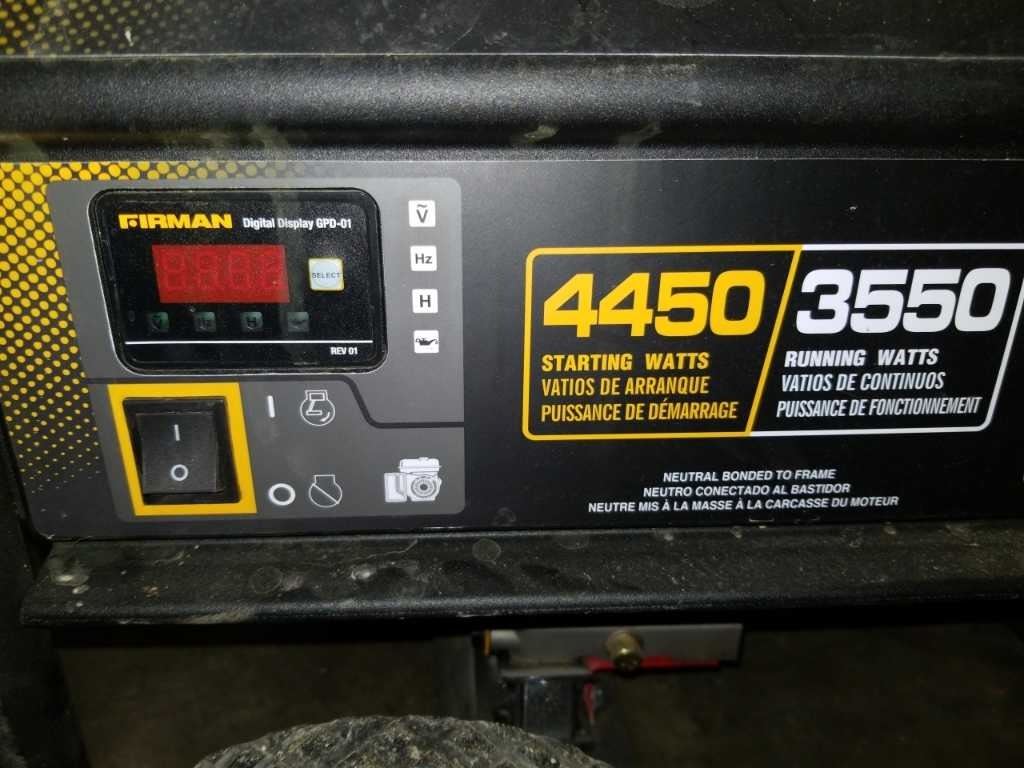 FIRMAN Digital Display GPD-01
SELECT
REV 01
V
Hz
H
I
O
I
O
4450
STARTING WATTS
VATIOS DE ARRANQUE
PUISSANCE DE DÉMARRAGE
3550
RUNNING WATTS
VATIOS DE CONTINUOS
PUISSANCE DE FONCTIONNEMENT
NEUTRAL BONDED TO FRAME
NEUTRO CONECTADO AL BASTIDOR
NEUTRE MIS À LA MASSE À LA CARCASSE DU MOTEUR